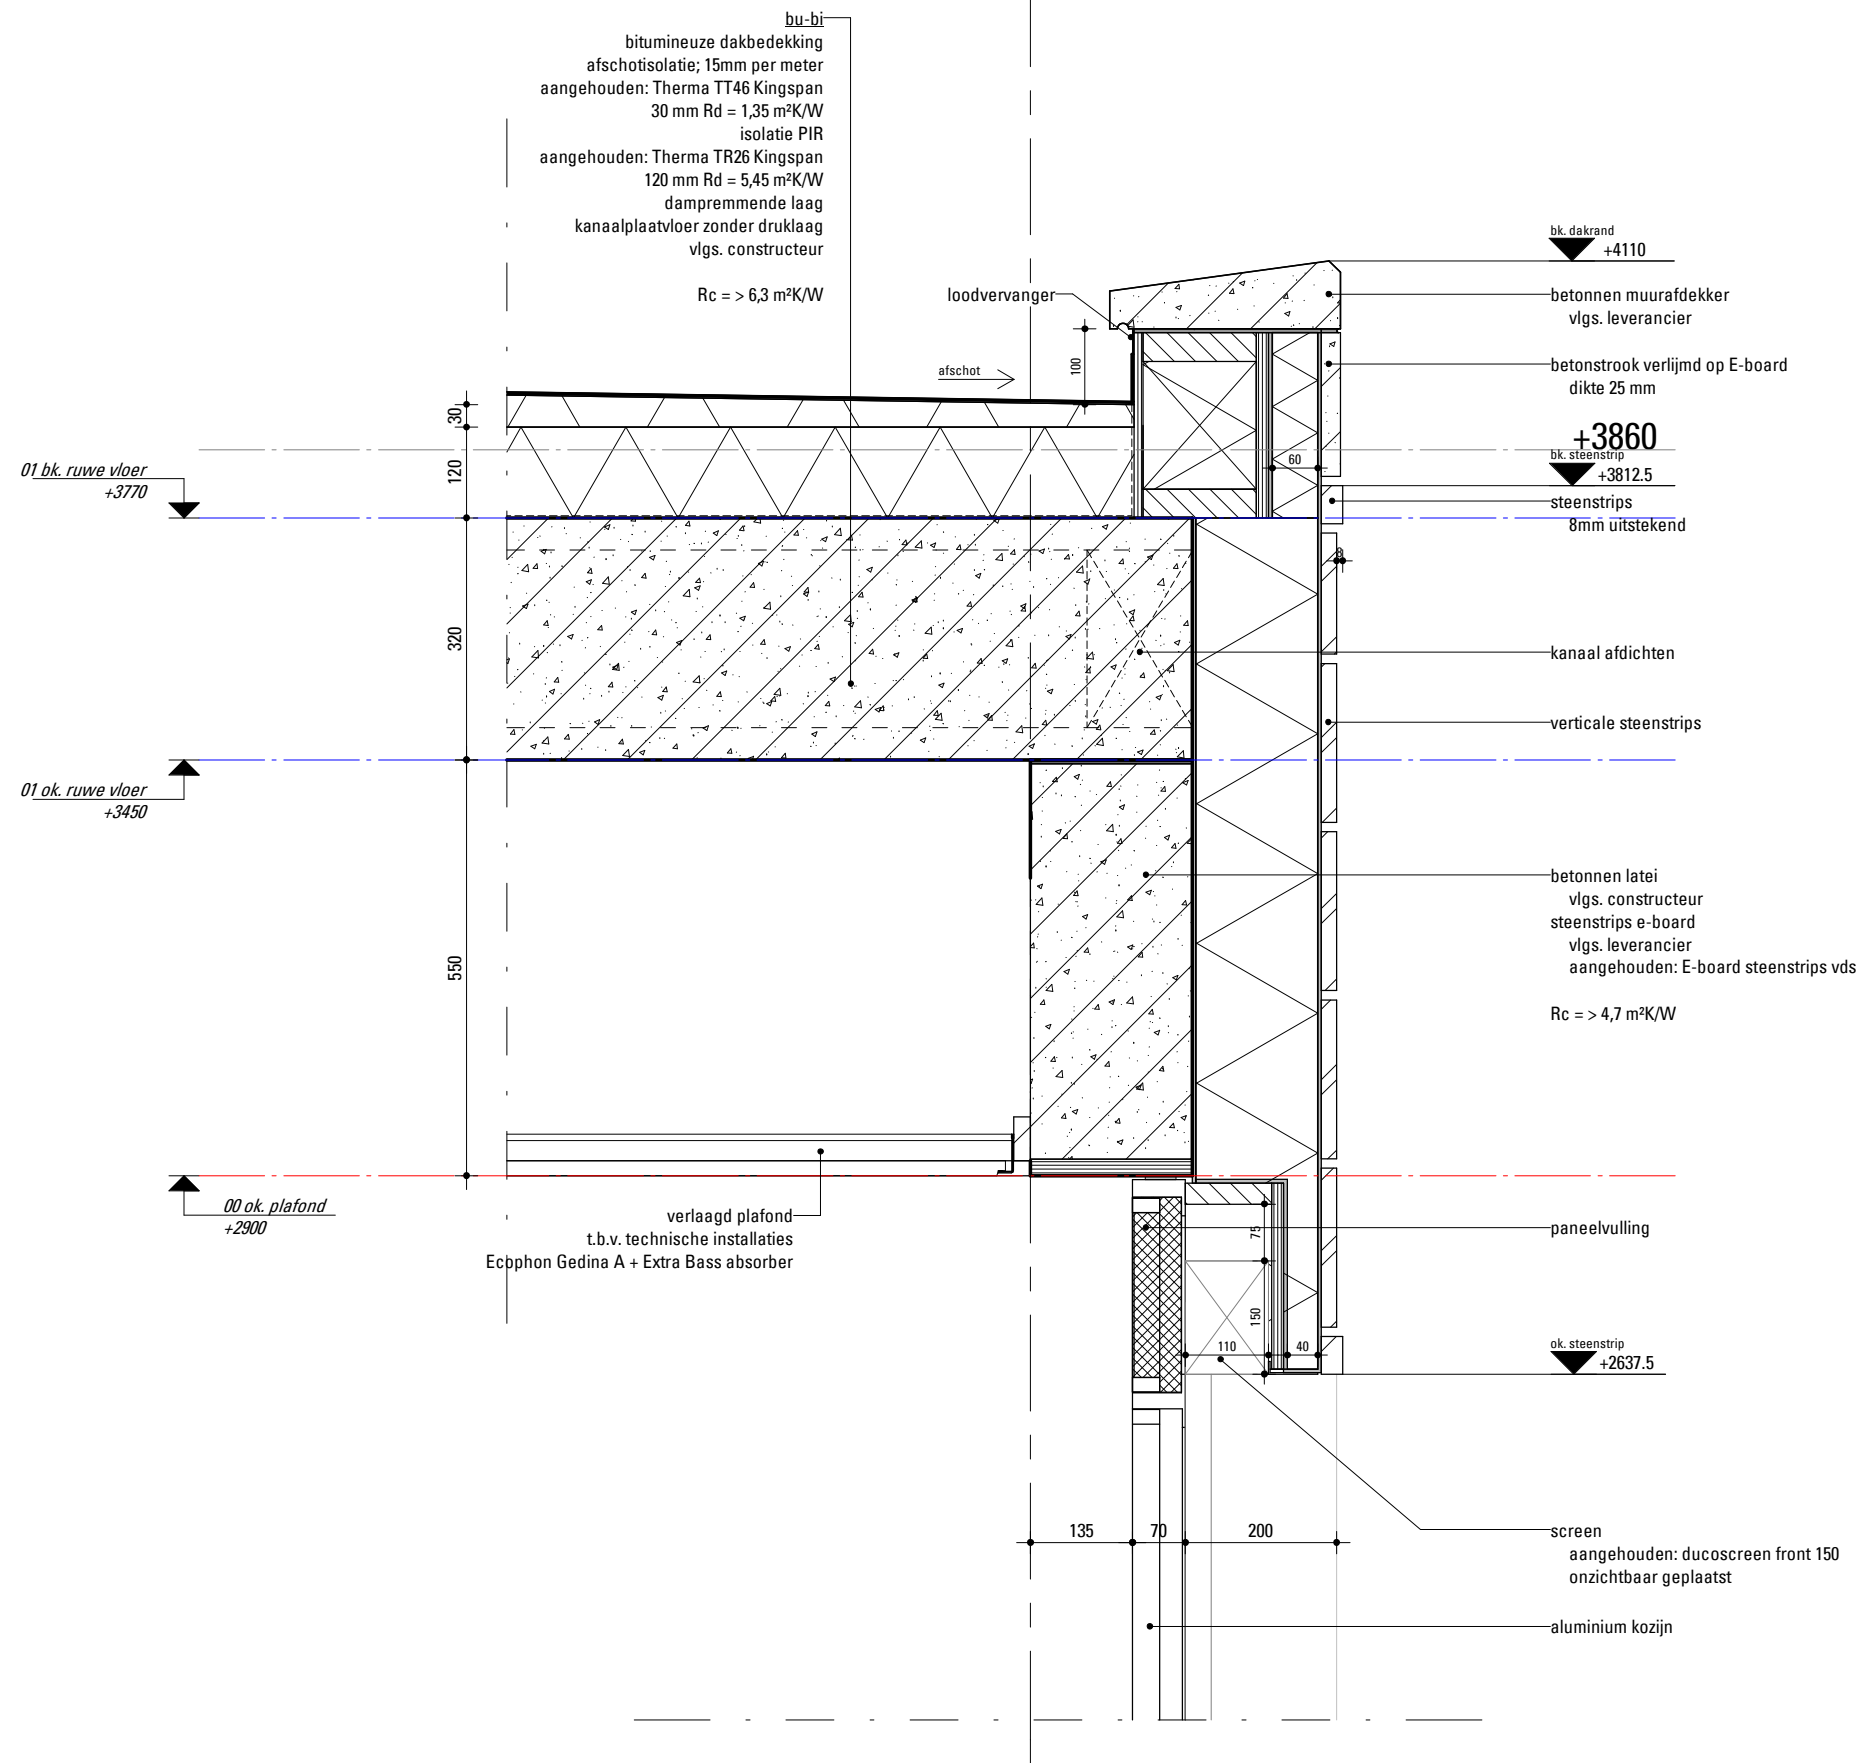 bu-bi
bitumineuze dakbedekking
afschotisolatie; 15mm per meter
aangehouden: Therma TT46 Kingspan
30 mm Rd = 1,35 m²K/W
isolatie PIR
aangehouden: Therma TR26 Kingspan
120 mm Rd = 5,45 m²K/W
dampremmende laag
kanaalplaatvloer zonder druklaag
vlgs. constructeur
Rc = > 6,3 m²K/W
loodvervanger
afschot
100
30
120
320
550
01 bk. ruwe vloer
+3770
01 ok. ruwe vloer
+3450
00 ok. plafond
+2900
verlaagd plafond
t.b.v. technische installaties
Ecophon Gedina A + Extra Bass absorber
bk. dakrand
+4110
betonnen muurafdekker
vlgs. leverancier
betonstrook verlijmd op E-board
dikte 25 mm
+3860
bk. steenstrip
+3812.5
60
steenstrips
8mm uitstekend
8
kanaal afdichten
verticale steenstrips
betonnen latei
vlgs. constructeur
steenstrips e-board
vlgs. leverancier
aangehouden: E-board steenstrips vds
Rc = > 4,7 m²K/W
paneelvulling
75
150
110
40
ok. steenstrip
+2637.5
135
70
200
screen
aangehouden: ducoscreen front 150
onzichtbaar geplaatst
aluminium kozijn